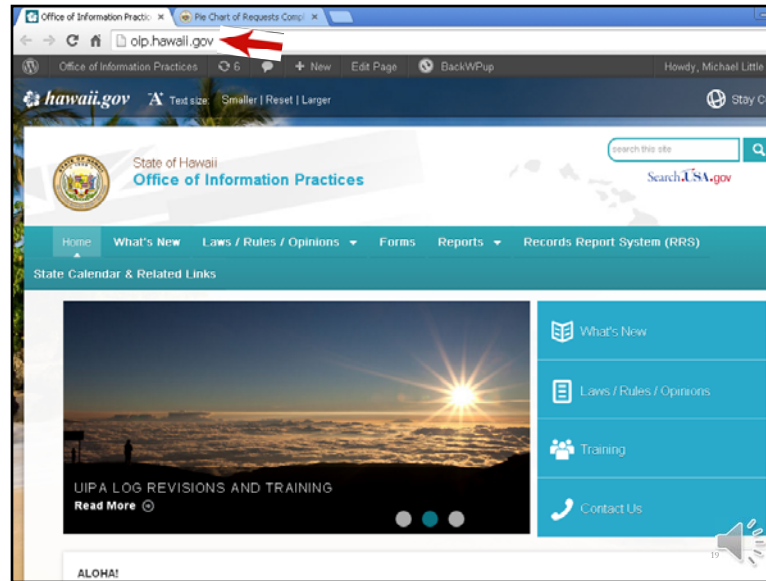 Office of Information Practic × Pie Chart of Requests Compl ×
oip.hawaii.gov
Office of Information Practices 6 + New Edit Page BackWPup Howdy, Michael Little
hawaii.gov Text size: Smaller | Reset | Larger Stay C
State of Hawaii
Office of Information Practices
search this site
Search.USA.gov
Home What's New Laws / Rules / Opinions Forms Reports Records Report System (RRS)
State Calendar & Related Links
What's New
Laws / Rules / Opinions
Training
Contact Us
UIPA LOG REVISIONS AND TRAINING
Read More
ALOHA!
19